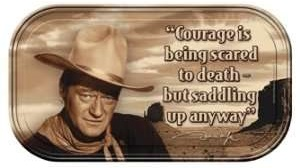 “Courage is
being scared
to death –
but saddling
up anyway”